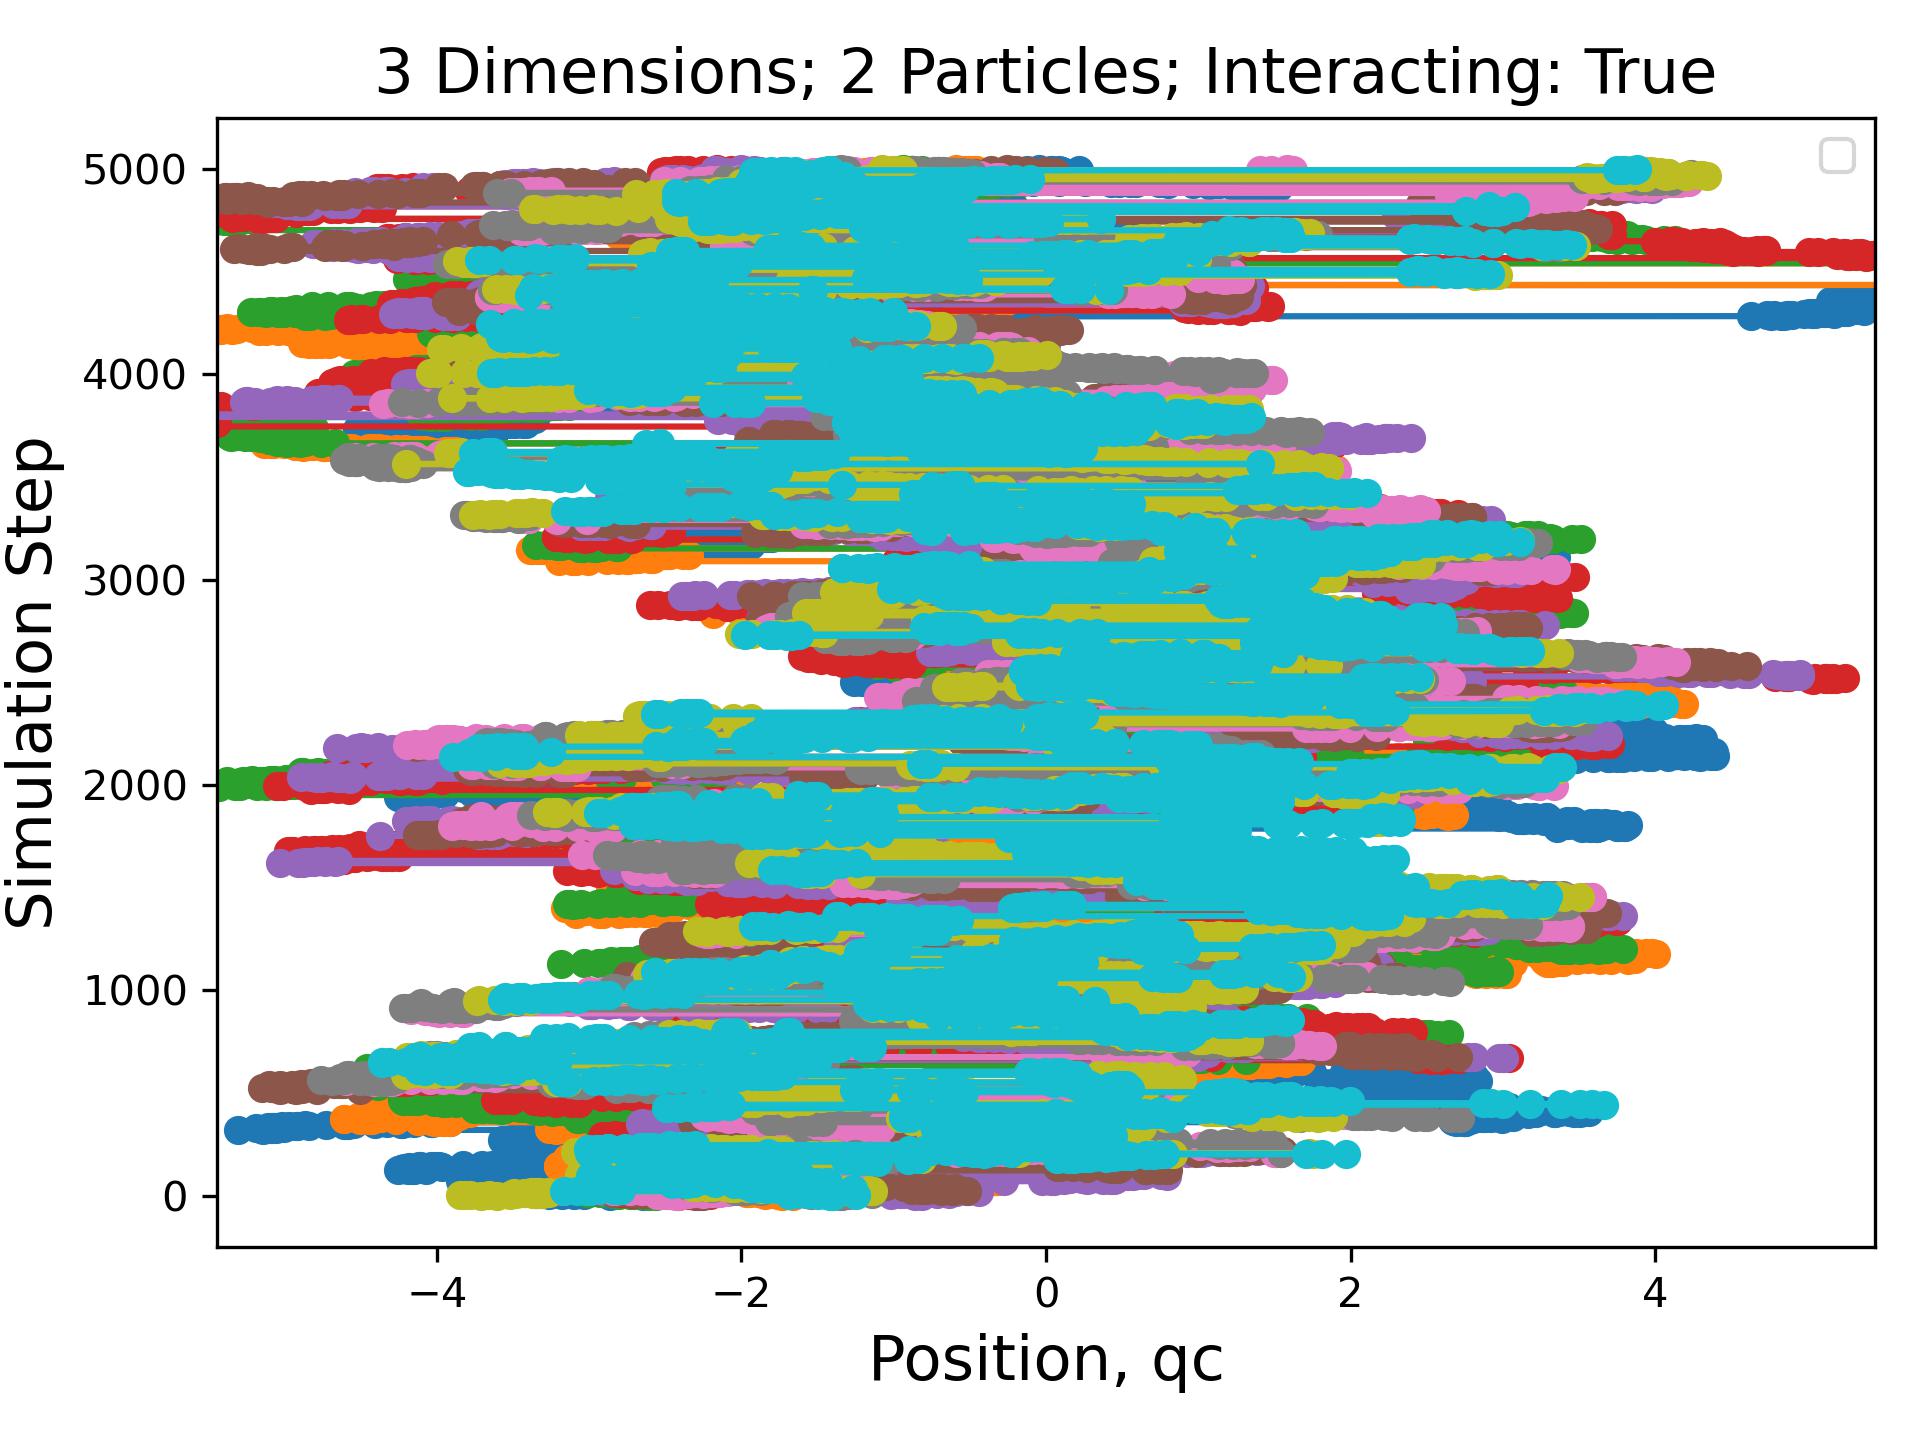 3 Dimensions; 2 Particles; Interacting: True
Simulation Step
5000
4000
3000
2000
1000
0
−4 −2 0 2 4
Position, qc